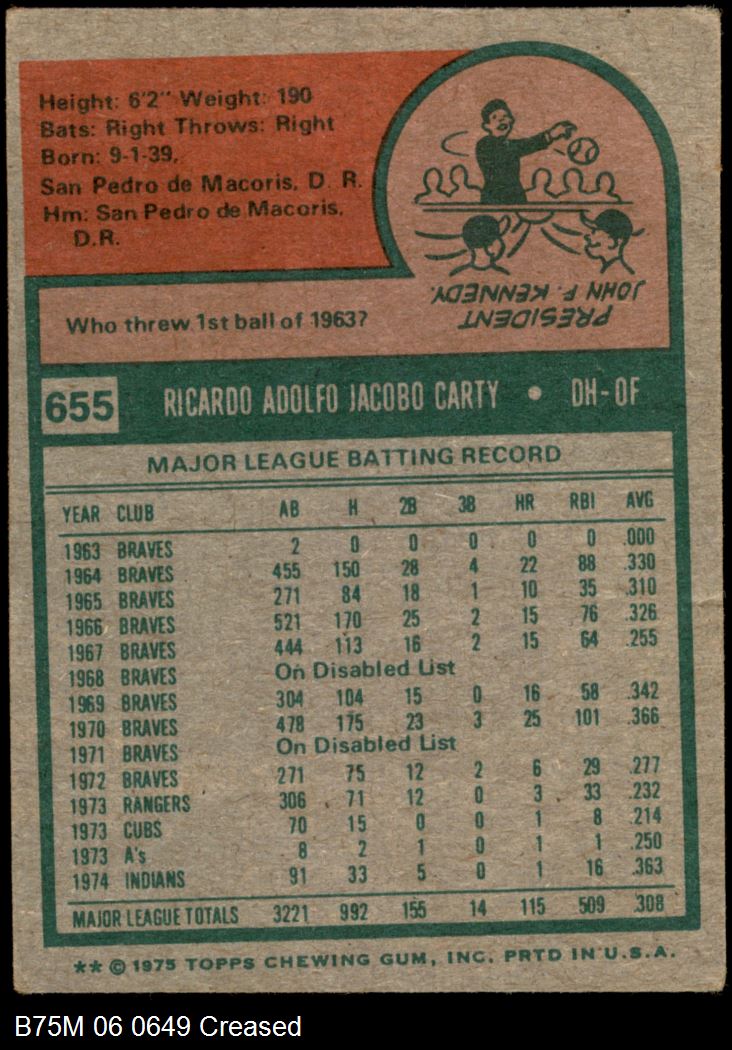 Height: 6'2" Weight: 190
Bats: Right Throws: Right
Born: 9-1-39,
San Pedro de Macoris, D. R.
Hm: San Pedro de Macoris,
D.R.
Who threw 1st ball of 1963?
PRESIDENT
JOHN F. KENNEDY.
655 RICARDO ADOLFO JACOBO CARTY • DH-OF
MAJOR LEAGUE BATTING RECORD
YEAR CLUB AB H 2B 3B HR RBI AVG
1963 BRAVES 2 0 0 0 0 0 .000
1964 BRAVES 455 150 28 4 22 88 .330
1965 BRAVES 271 84 18 1 10 35 .310
1966 BRAVES 521 170 25 2 15 76 .326
1967 BRAVES 444 113 16 2 15 64 .255
1968 BRAVES On Disabled List
1969 BRAVES 304 104 15 0 16 58 .342
1970 BRAVES 478 175 23 3 25 101 .366
1971 BRAVES On Disabled List
1972 BRAVES 271 75 12 2 6 29 .277
1973 RANGERS 306 71 12 0 3 33 .232
1973 CUBS 70 15 0 0 1 8 .214
1973 A's 8 2 1 0 1 1 .250
1974 INDIANS 91 33 5 0 1 16 .363
MAJOR LEAGUE TOTALS 3221 992 155 14 115 509 .308
** © 1975 TOPPS CHEWING GUM, INC. PRTD IN U.S.A.
B75M 06 0649 Creased